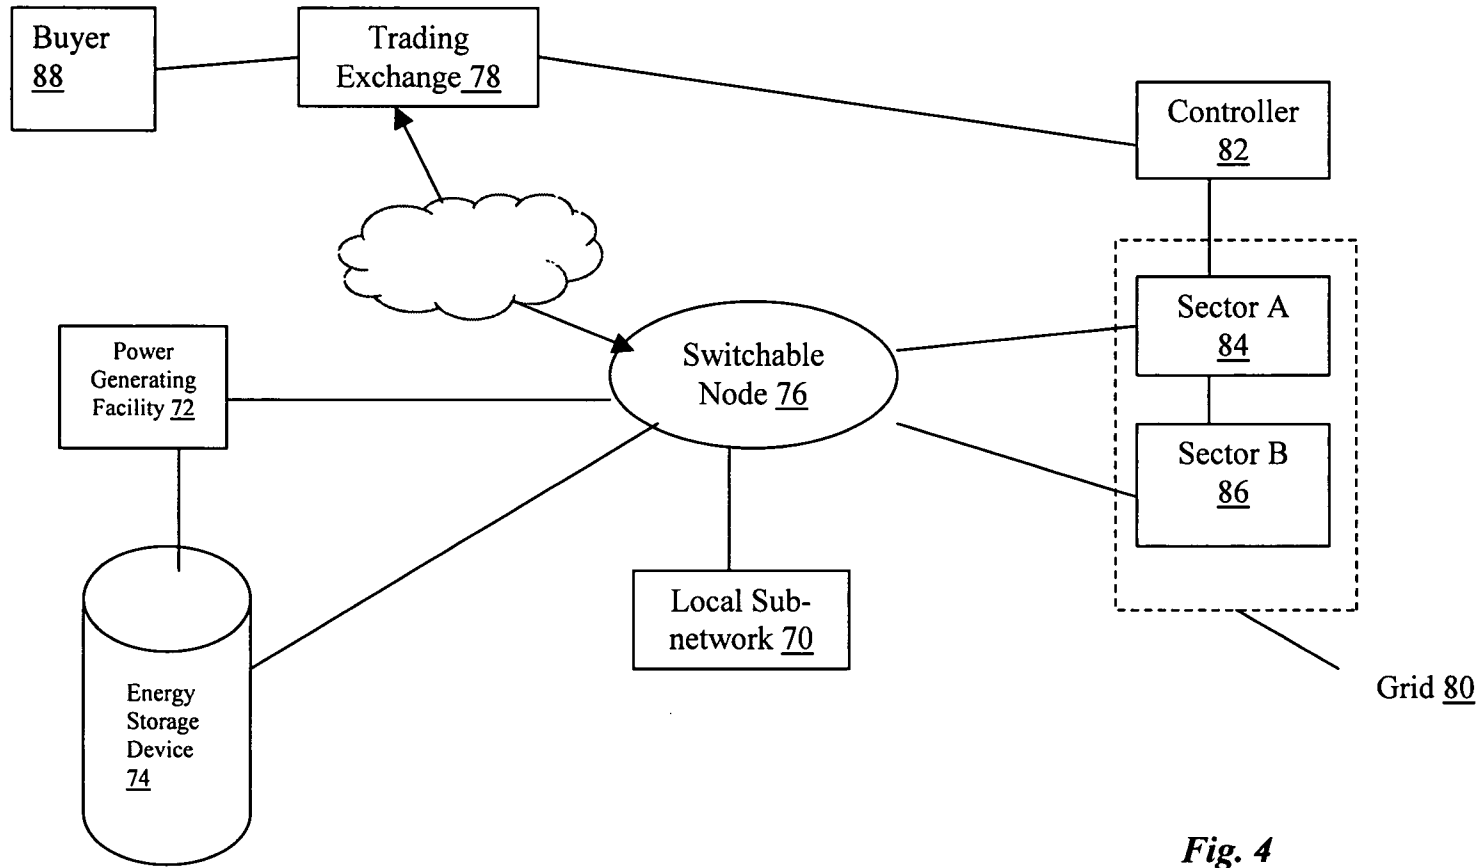 Buyer
88
Trading
Exchange 78
Controller
82
Sector A
84
Switchable
Node 76
Power
Generating
Facility 72
Sector B
86
Local Sub-
network 70
Energy
Storage
Device
74
Grid 80
Fig. 4